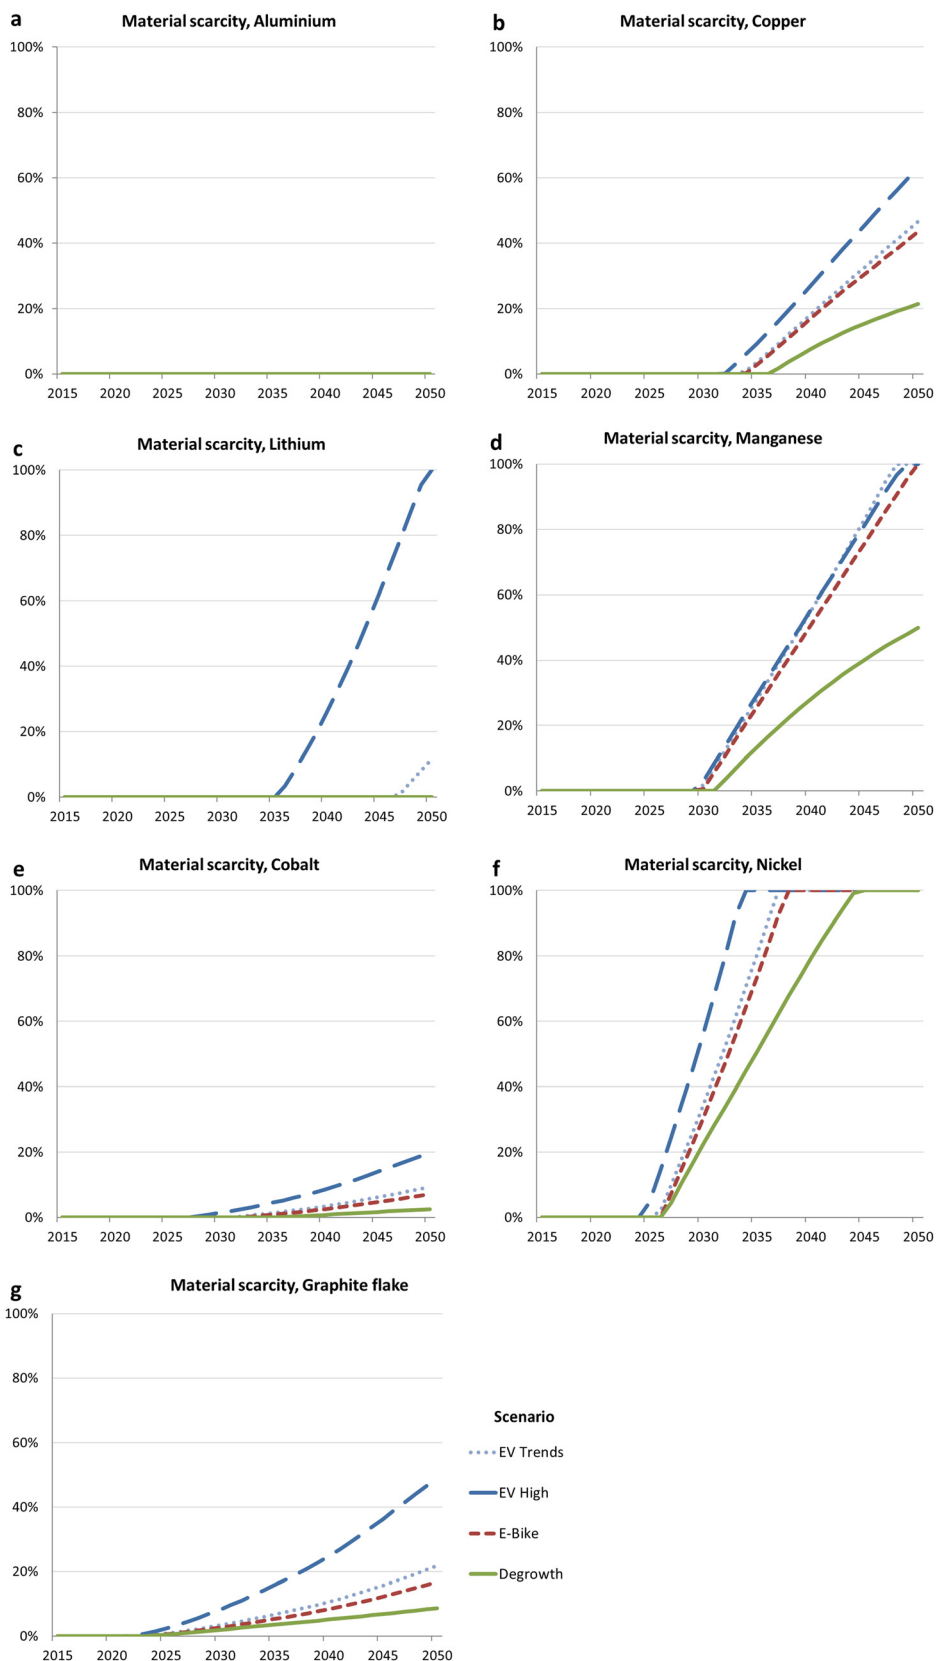 a Material scarcity, Aluminium
100%
80%
60%
40%
20%
0%
2015 2020 2025 2030 2035 2040 2045 2050
b Material scarcity, Copper
100%
80%
60%
40%
20%
0%
2015 2020 2025 2030 2035 2040 2045 2050
c Material scarcity, Lithium
100%
80%
60%
40%
20%
0%
2015 2020 2025 2030 2035 2040 2045 2050
d Material scarcity, Manganese
100%
80%
60%
40%
20%
0%
2015 2020 2025 2030 2035 2040 2045 2050
e Material scarcity, Cobalt
100%
80%
60%
40%
20%
0%
2015 2020 2025 2030 2035 2040 2045 2050
f Material scarcity, Nickel
100%
80%
60%
40%
20%
0%
2015 2020 2025 2030 2035 2040 2045 2050
g Material scarcity, Graphite flake
100%
80%
60%
40%
20%
0%
2015 2020 2025 2030 2035 2040 2045 2050
Scenario
EV Trends
EV High
E-Bike
Degrowth